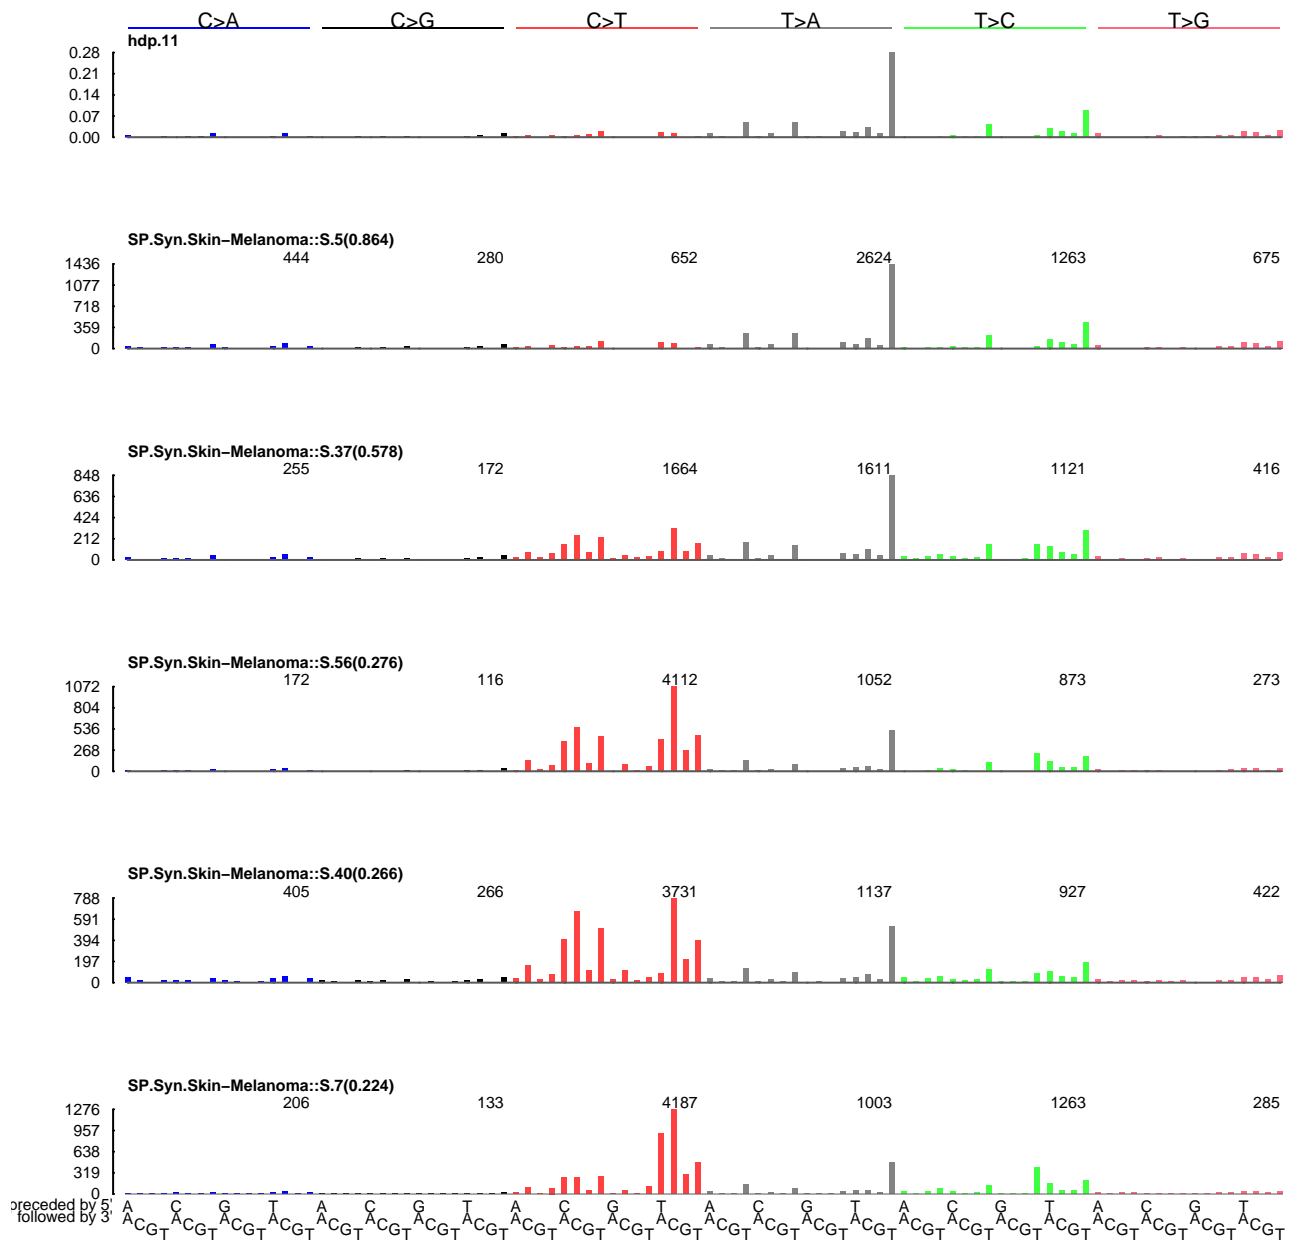 C>A C>G C>T T>A T>C T>G
hdp.11
0.28
0.21
0.14
0.07
0.00
SP.Syn.Skin−Melanoma::S.5(0.864)
444 280 652 2624 1263 675
1436
1077
718
359
0
SP.Syn.Skin−Melanoma::S.37(0.578)
255 172 1664 1611 1121 416
848
636
424
212
0
SP.Syn.Skin−Melanoma::S.56(0.276)
172 116 4112 1052 873 273
1072
804
536
268
0
SP.Syn.Skin−Melanoma::S.40(0.266)
405 266 3731 1137 927 422
788
591
394
197
0
SP.Syn.Skin−Melanoma::S.7(0.224)
206 133 4187 1003 1263 285
1276
957
638
319
0
preceded by 5' A C G T A C G T A C G T A C G T A C G T A C G T
followed by 3' A C G T A C G T A C G T A C G T A C G T A C G T A C G T A C G T A C G T A C G T A C G T A C G T A C G T A C G T A C G T A C G T A C G T A C G T A C G T A C G T A C G T A C G T A C G T A C G T